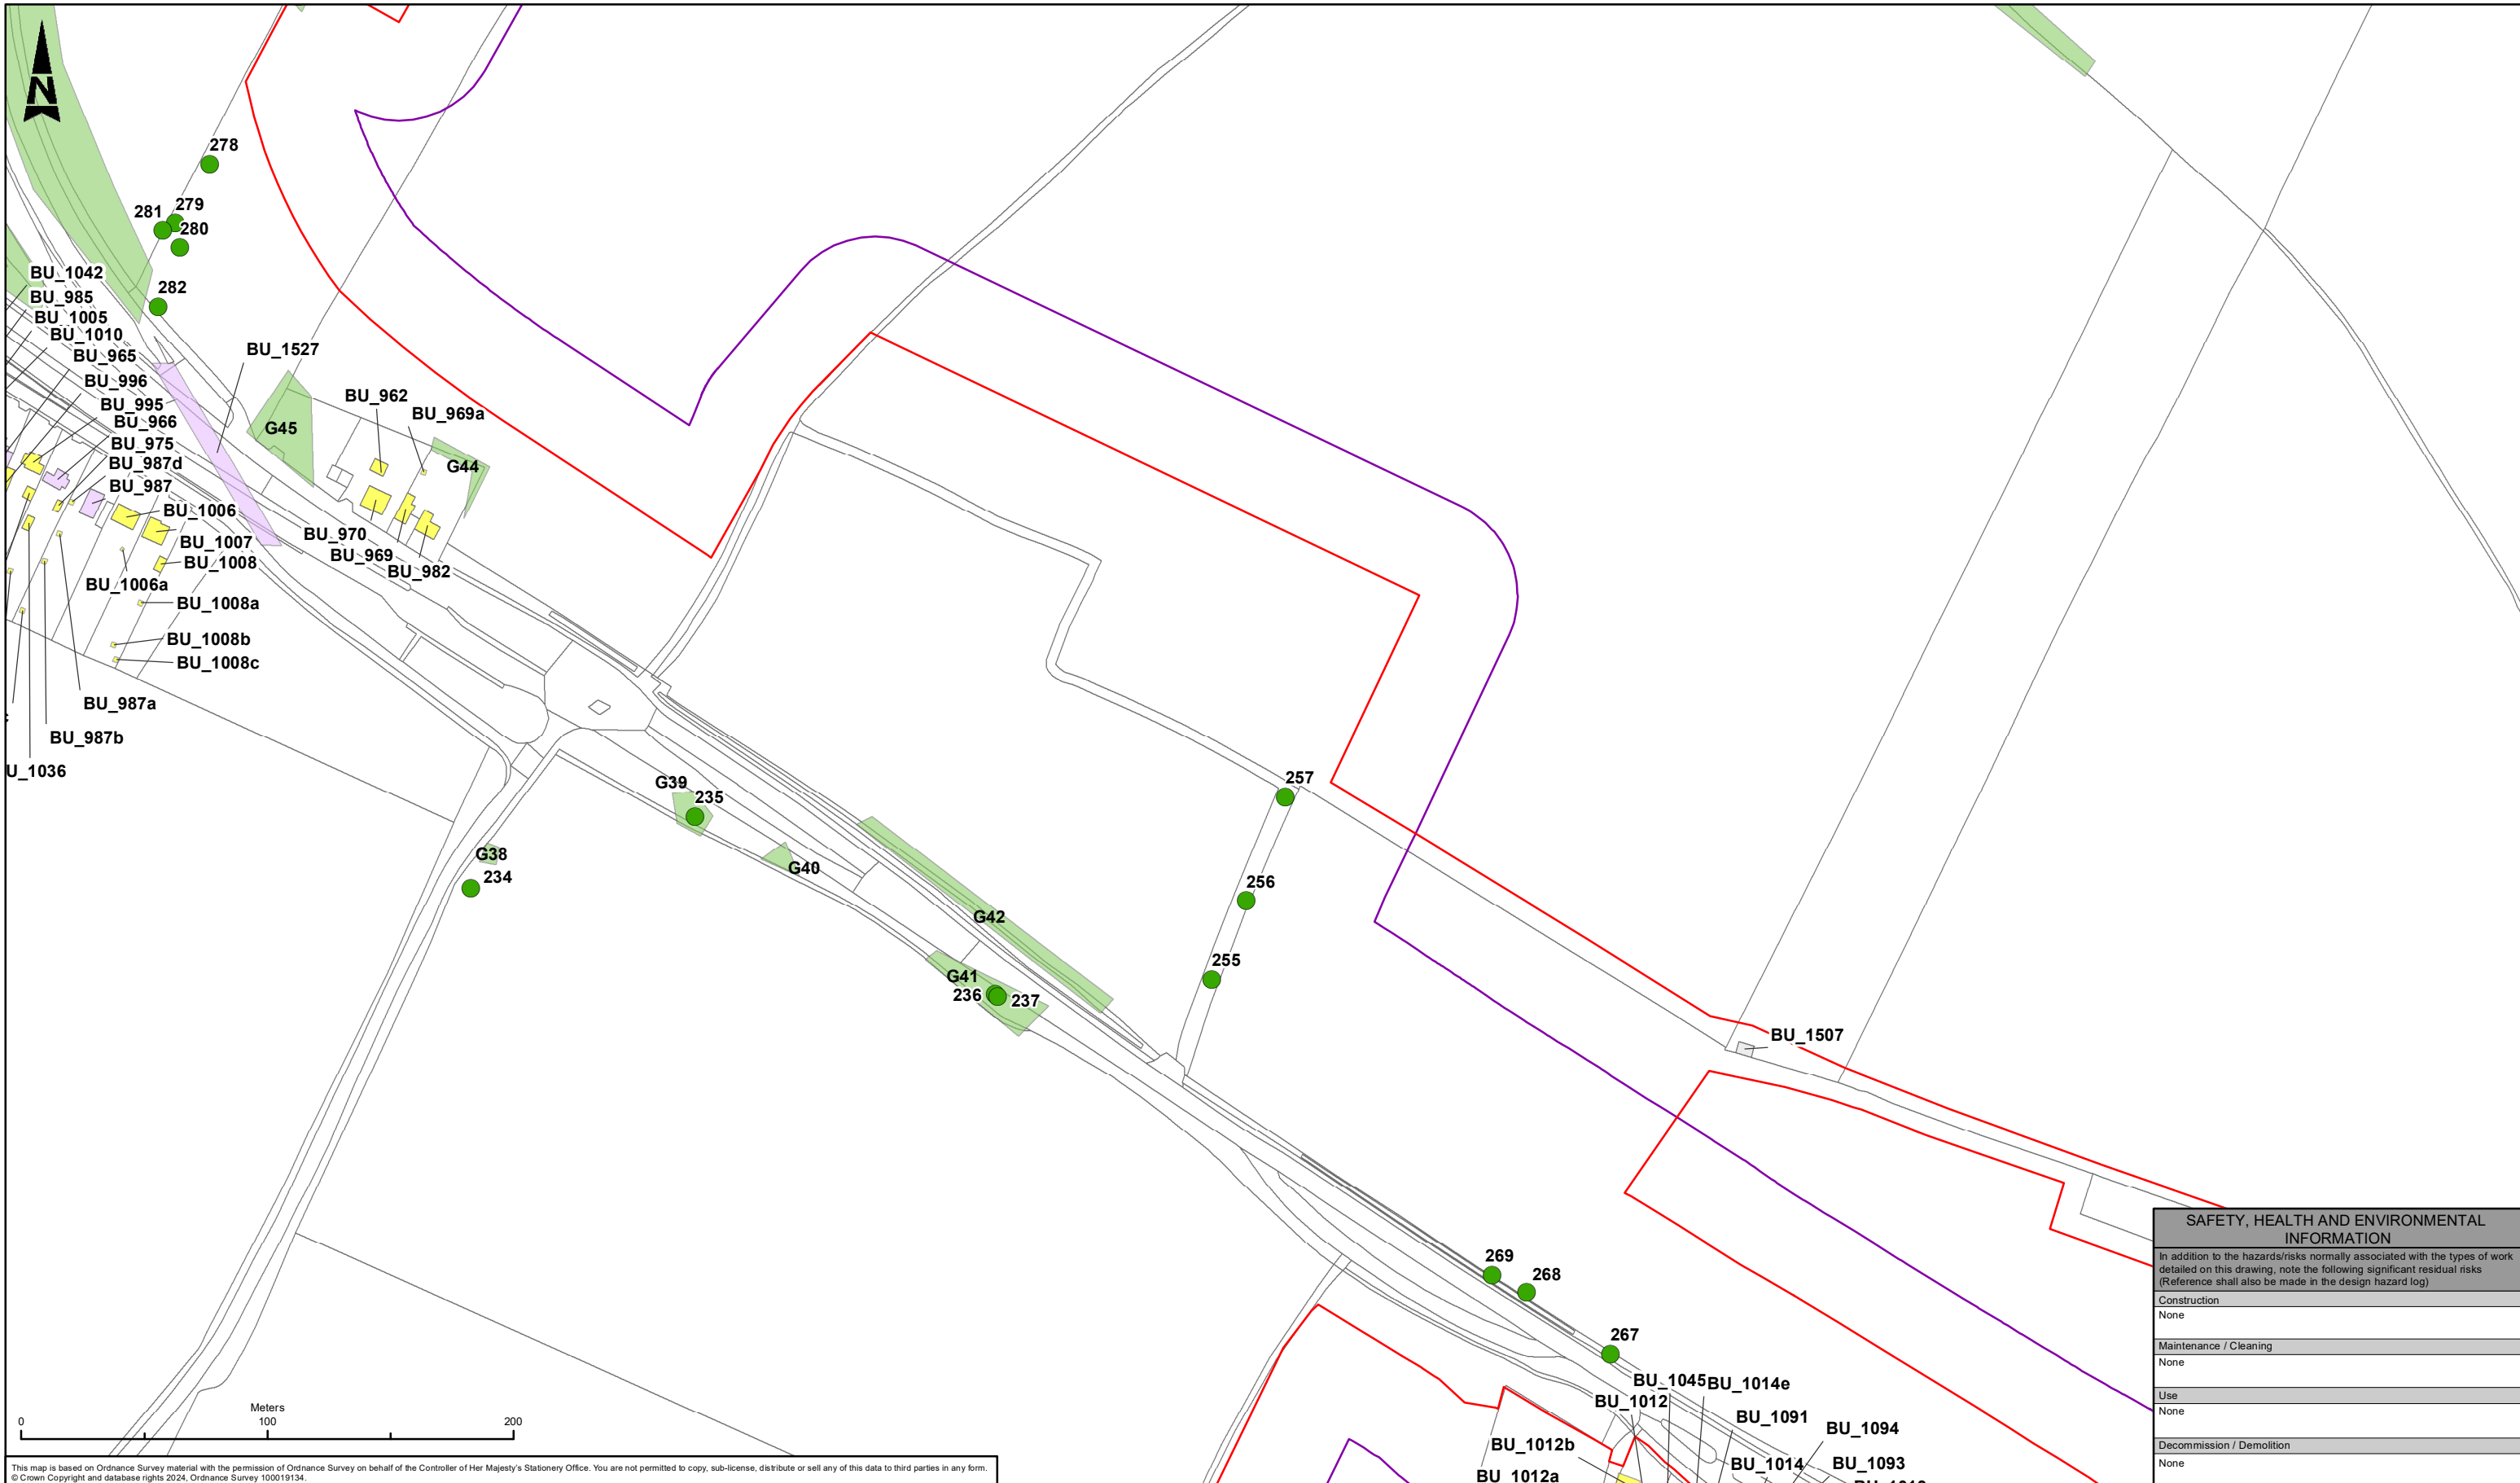 N
278
281
279
280
BU_1042
282
BU_985
BU_1005
BU_1010
BU_965
BU_1527
BU_996
BU_962
BU_995
BU_969a
BU_966
G45
BU_975
BU_987d
G44
BU_987
BU_1006
BU_970
BU_1007
BU_969
BU_1008
BU_982
BU_1006a
BU_1008a
BU_1008b
BU_1008c
BU_987a
BU_987b
U_1036
257
G39
235
G38
G40
234
256
G42
255
G41
236
237
BU_1507
269
268
267
BU_1045
BU_1014e
BU_1012
BU_1091
BU_1094
BU_1012b
BU_1014
BU_1093
BU_1012a
Meters
0 100 200
This map is based on Ordnance Survey material with the permission of Ordnance Survey on behalf of the Controller of Her Majesty's Stationery Office. You are not permitted to copy, sub-license, distribute or sell any of this data to third parties in any form.
© Crown Copyright and database rights 2024, Ordnance Survey 100019134.
SAFETY, HEALTH AND ENVIRONMENTAL
INFORMATION
In addition to the hazards/risks normally associated with the types of work
detailed on this drawing, note the following significant residual risks
(Reference shall also be made in the design hazard log)
Construction
None
Maintenance / Cleaning
None
Use
None
Decommission / Demolition
None